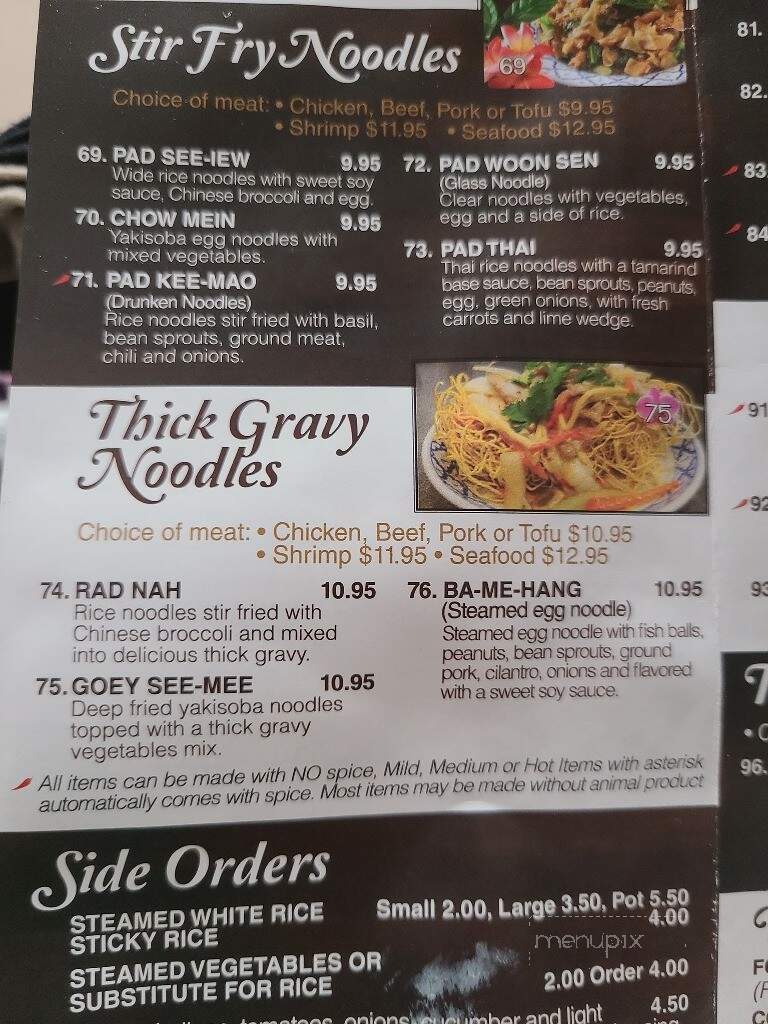 Stir Fry Noodles
69
Choice of meat: • Chicken, Beef, Pork or Tofu $9.95
• Shrimp $11.95 • Seafood $12.95
69. PAD SEE-IEW 9.95
Wide rice noodles with sweet soy
sauce, Chinese broccoli and egg.
70. CHOW MEIN 9.95
Yakisoba egg noodles with
mixed vegetables.
71. PAD KEE-MAO 9.95
(Drunken Noodles)
Rice noodles stir fried with basil,
bean sprouts, ground meat,
chili and onions.
72. PAD WOON SEN 9.95
(Glass Noodle)
Clear noodles with vegetables,
egg and a side of rice.
73. PAD THAI 9.95
Thai rice noodles with a tamarind
base sauce, bean sprouts, peanuts,
egg, green onions, with fresh
carrots and lime wedge.
Thick Gravy
Noodles
75
Choice of meat: • Chicken, Beef, Pork or Tofu $10.95
• Shrimp $11.95 • Seafood $12.95
74. RAD NAH 10.95
Rice noodles stir fried with
Chinese broccoli and mixed
into delicious thick gravy.
75. GOEY SEE-MEE 10.95
Deep fried yakisoba noodles
topped with a thick gravy
vegetables mix.
76. BA-ME-HANG 10.95
(Steamed egg noodle)
Steamed egg noodle with fish balls,
peanuts, bean sprouts, ground
pork, cilantro, onions and flavored
with a sweet soy sauce.
All items can be made with NO spice, Mild, Medium or Hot Items with asterisk
automatically comes with spice. Most items may be made without animal product
Side Orders
STEAMED WHITE RICE Small 2.00, Large 3.50, Pot 5.50
STICKY RICE 4.00
menupix
STEAMED VEGETABLES OR
SUBSTITUTE FOR RICE 2.00 Order 4.00
4.50
tomatoes, onions, cucumber and light
81.
82.
83
84
91
92
93
96.